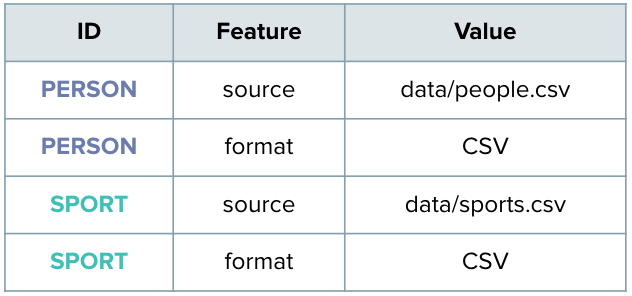 ID Feature Value
PERSON source data/people.csv
PERSON format CSV
SPORT source data/sports.csv
SPORT format CSV